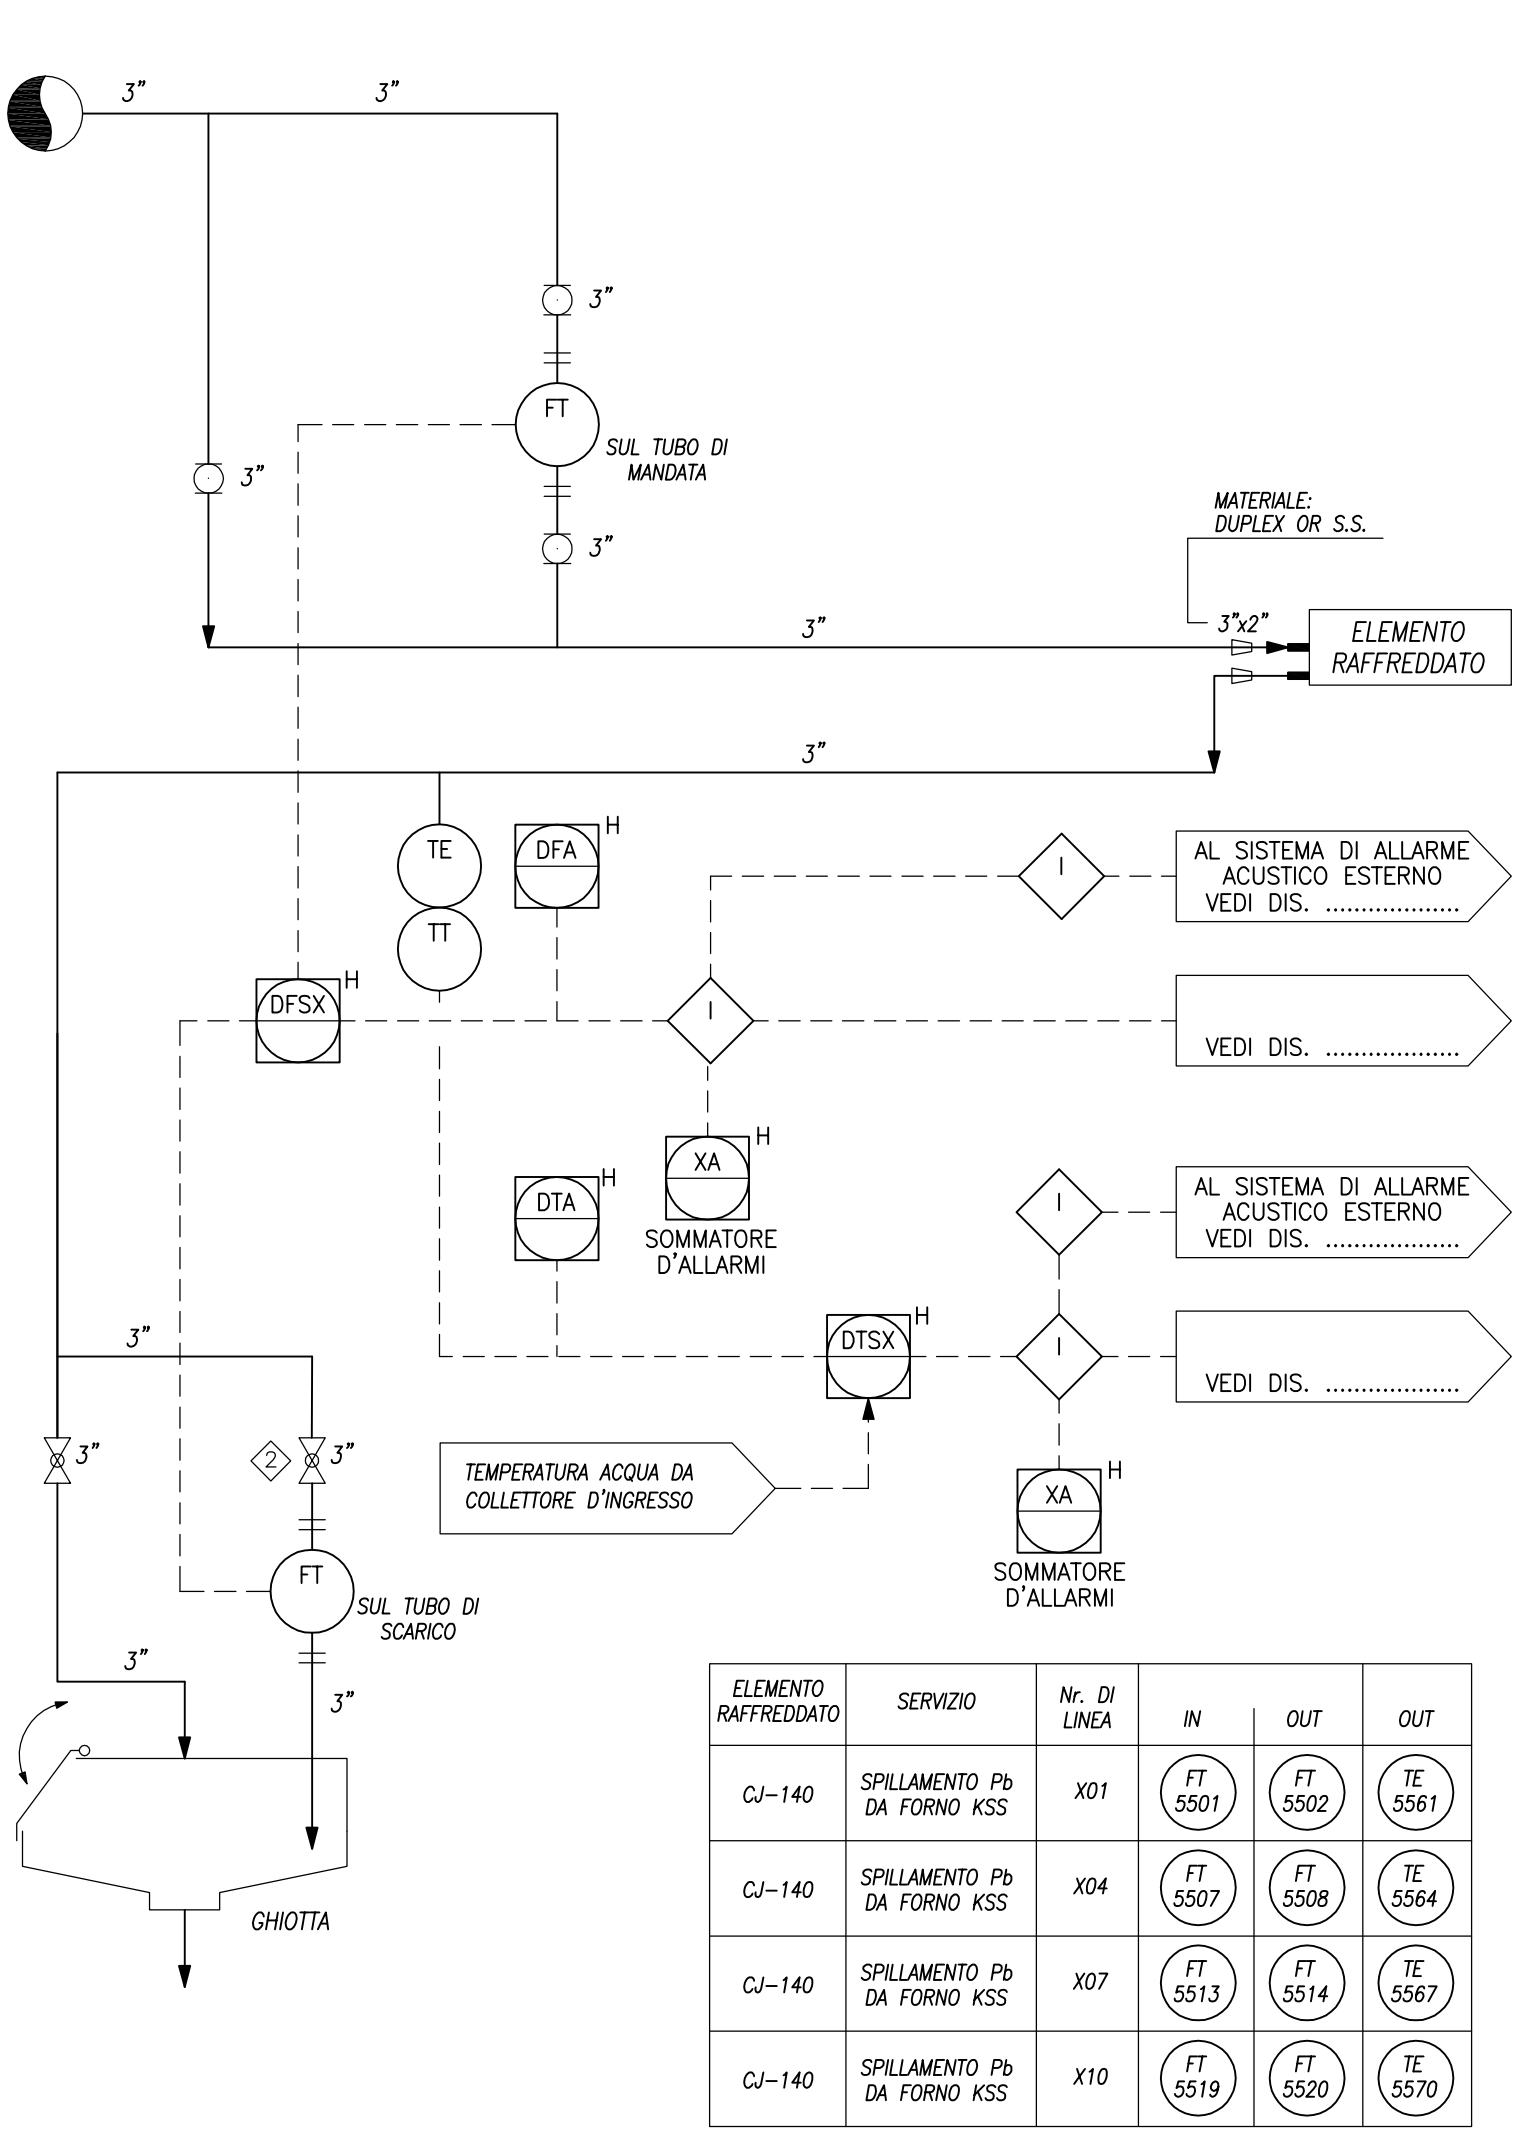 3"
3"
3"
FT
SUL TUBO DI
MANDATA
3"
3"
MATERIALE:
DUPLEX OR S.S.
3"x2"
3"
ELEMENTO
RAFFREDDATO
3"
TE
TT
DFA
H
I
AL SISTEMA DI ALLARME
ACUSTICO ESTERNO
VEDI DIS. ...................
DFSX
H
I
VEDI DIS. ...................
XA
H
SOMMATORE
D'ALLARMI
DTA
H
I
AL SISTEMA DI ALLARME
ACUSTICO ESTERNO
VEDI DIS. ...................
3"
DTSX
H
I
VEDI DIS. ...................
3"
2
3"
TEMPERATURA ACQUA DA
COLLETTORE D'INGRESSO
XA
H
SOMMATORE
D'ALLARMI
FT
SUL TUBO DI
SCARICO
3"
3"
GHIOTTA
ELEMENTO
RAFFREDDATO
SERVIZIO
Nr. DI
LINEA
IN
OUT
OUT
CJ-140
SPILLAMENTO Pb
DA FORNO KSS
X01
FT
5501
FT
5502
TE
5561
CJ-140
SPILLAMENTO Pb
DA FORNO KSS
X04
FT
5507
FT
5508
TE
5564
CJ-140
SPILLAMENTO Pb
DA FORNO KSS
X07
FT
5513
FT
5514
TE
5567
CJ-140
SPILLAMENTO Pb
DA FORNO KSS
X10
FT
5519
FT
5520
TE
5570